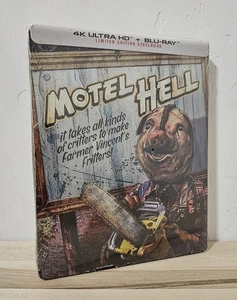 4K ULTRA HD + BLU-RAY
LIMITED EDITION STEELBOOK
MOTEL HELL
it takes all kinds
of critters to make
Farmer Vincent's
Fritters!